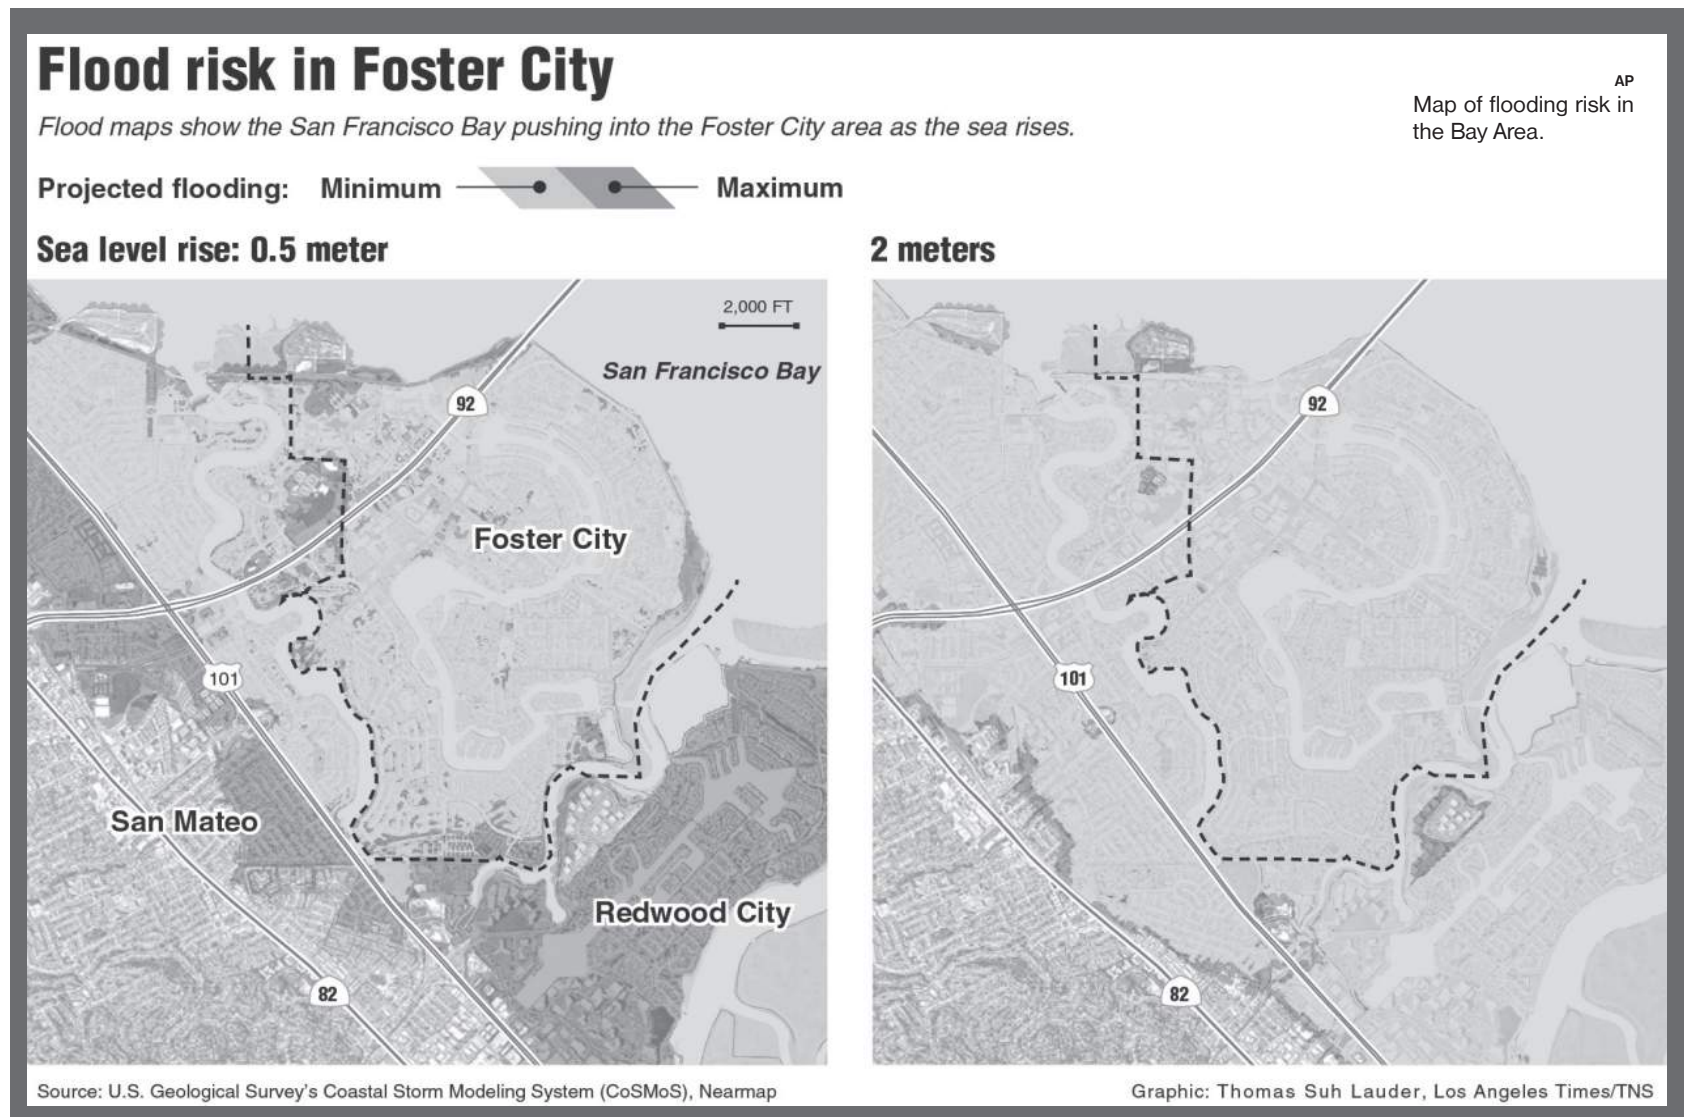 Flood risk in Foster City
AP
Map of flooding risk in
the Bay Area.
Flood maps show the San Francisco Bay pushing into the Foster City area as the sea rises.
Projected flooding: Minimum Maximum
Sea level rise: 0.5 meter
2,000 FT
San Francisco Bay
92
Foster City
101
San Mateo
Redwood City
82
2 meters
92
101
82
Source: U.S. Geological Survey's Coastal Storm Modeling System (CoSMoS), Nearmap
Graphic: Thomas Suh Lauder, Los Angeles Times/TNS